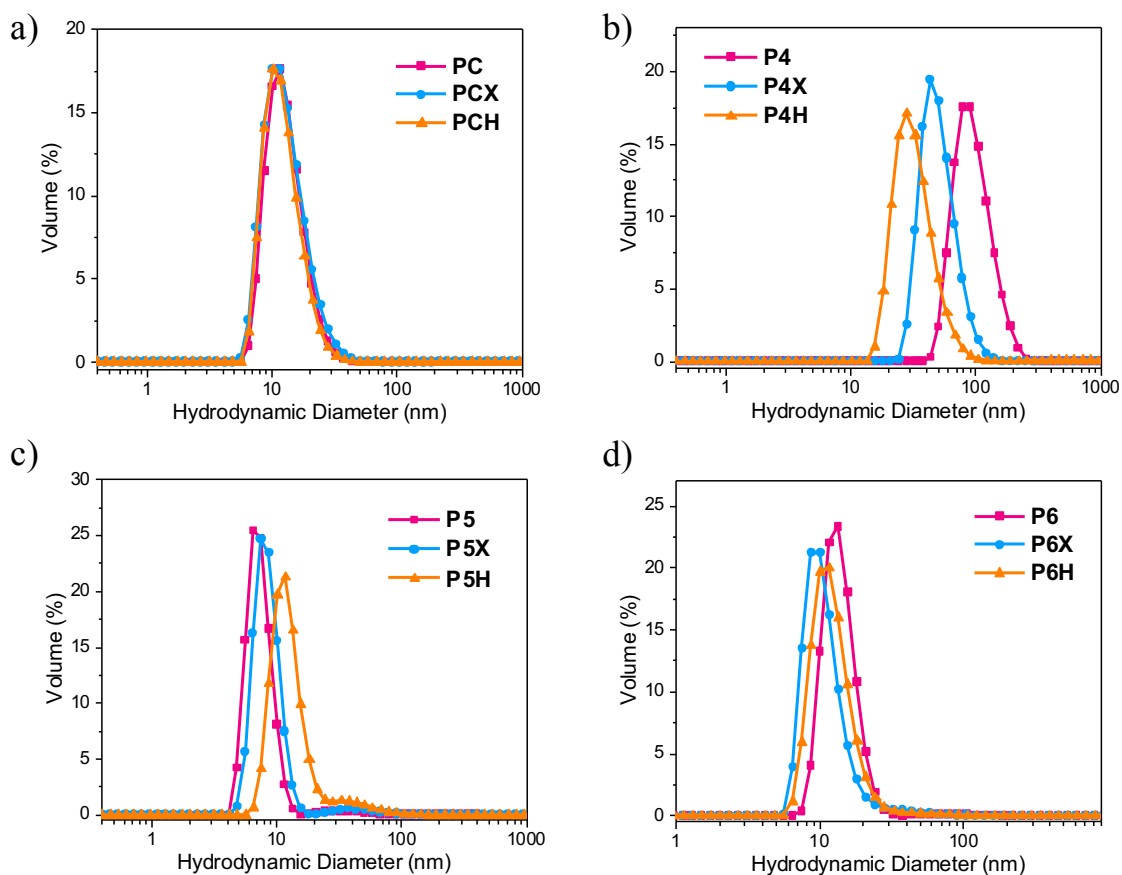 a)
PC
PCX
PCH
Volume (%)
20
15
10
5
0
1
10
100
1000
Hydrodynamic Diameter (nm)
b)
P4
P4X
P4H
Volume (%)
20
15
10
5
0
1
10
100
1000
Hydrodynamic Diameter (nm)
c)
P5
P5X
P5H
Volume (%)
30
25
20
15
10
5
0
1
10
100
1000
Hydrodynamic Diameter (nm)
d)
P6
P6X
P6H
Volume (%)
25
20
15
10
5
0
1
10
100
Hydrodynamic Diameter (nm)